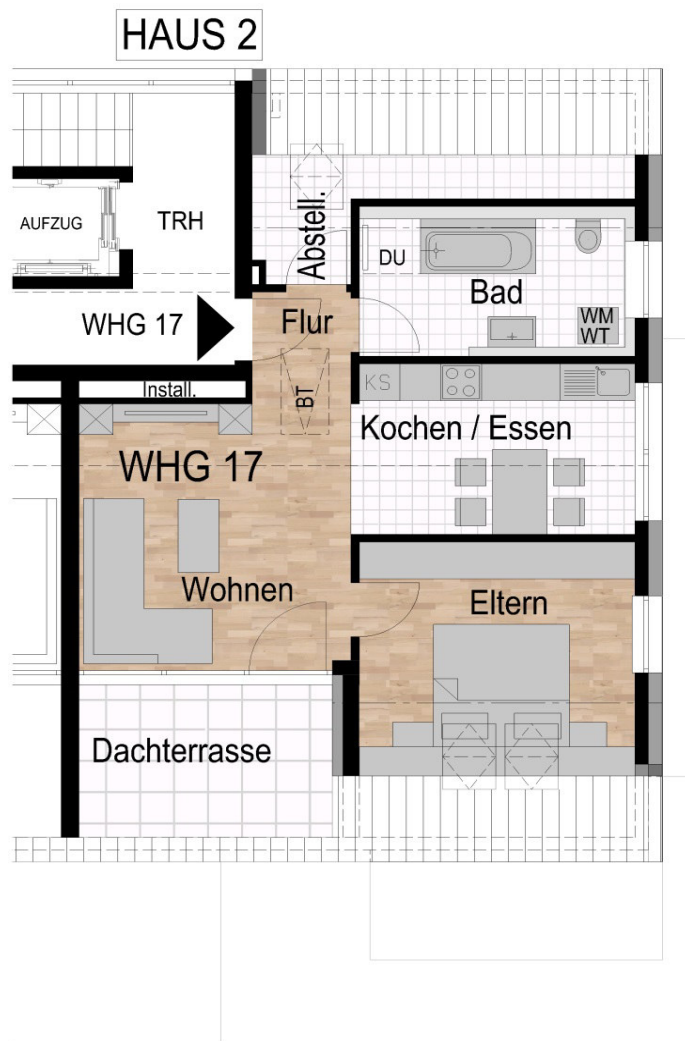 HAUS 2
AUFZUG
TRH
Abstell.
DU
Bad
WHG 17
Flur
WM
WT
Install.
BT
KS
Kochen / Essen
WHG 17
Wohnen
Eltern
Dachterrasse